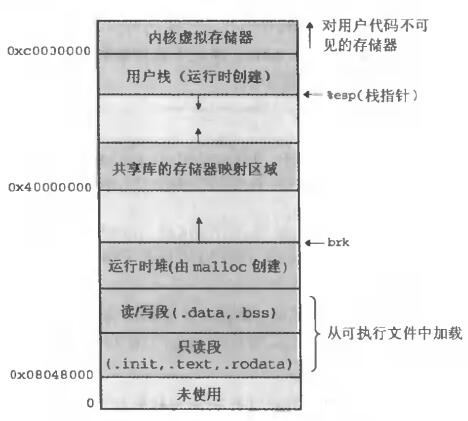 内核虚拟存储器
对用户代码不可
见的存储器
0xc0030000
用户栈（运行时创建）
%esp(栈指针)
共享库的存储器映射区域
0x40000000
brk
运行时堆(由 malloc 创建)
读/写段(.data,.bss)
从可执行文件中加载
只读段
(.init,.text,.rodata)
0x08048000
未使用
0